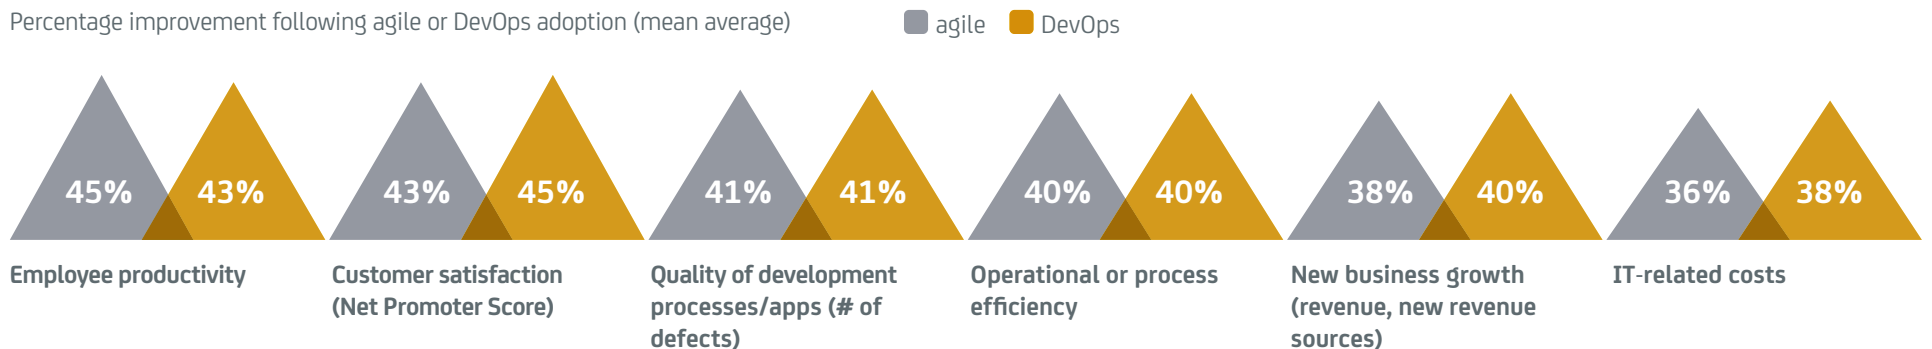 Percentage improvement following agile or DevOps adoption (mean average)
agile
DevOps
45%
43%
43%
45%
41%
41%
40%
40%
38%
40%
36%
38%
Employee productivity
Customer satisfaction
(Net Promoter Score)
Quality of development
processes/apps (# of
defects)
Operational or process
efficiency
New business growth
(revenue, new revenue
sources)
IT-related costs